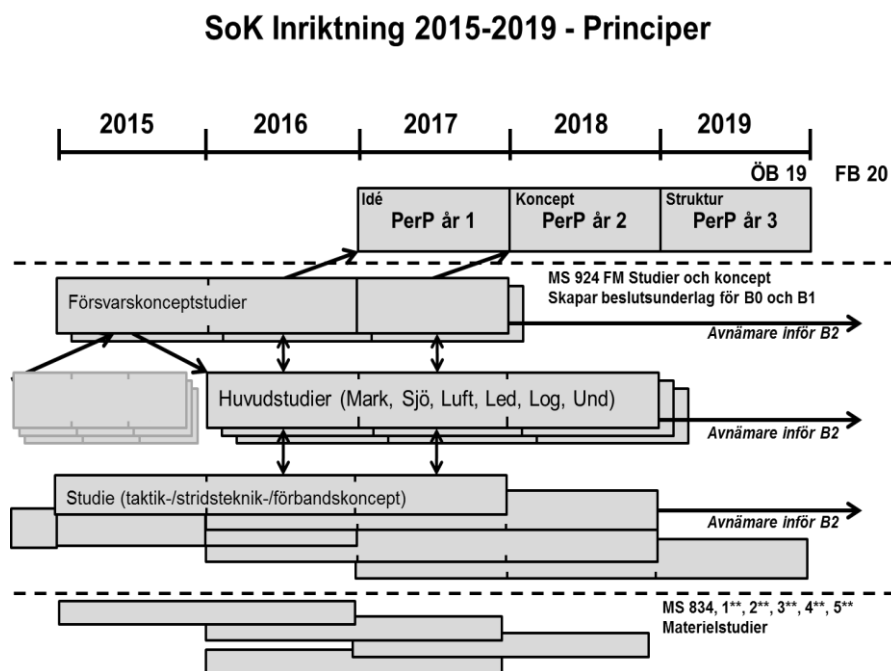 SoK Inriktning 2015-2019 - Principer
2015 2016 2017 2018 2019
ÖB 19 FB 20
Idé Koncept Struktur
PerP år 1 PerP år 2 PerP år 3
MS 924 FM Studier och koncept
Skapar beslutsunderlag för B0 och B1
Försvarskonceptstudier
Avnämare inför B2
Huvudstudier (Mark, Sjö, Luft, Led, Log, Und)
Avnämare inför B2
Studie (taktik-/stridsteknik-/förbandskoncept)
Avnämare inför B2
MS 834, 1**, 2**, 3**, 4**, 5**
Materielstudier